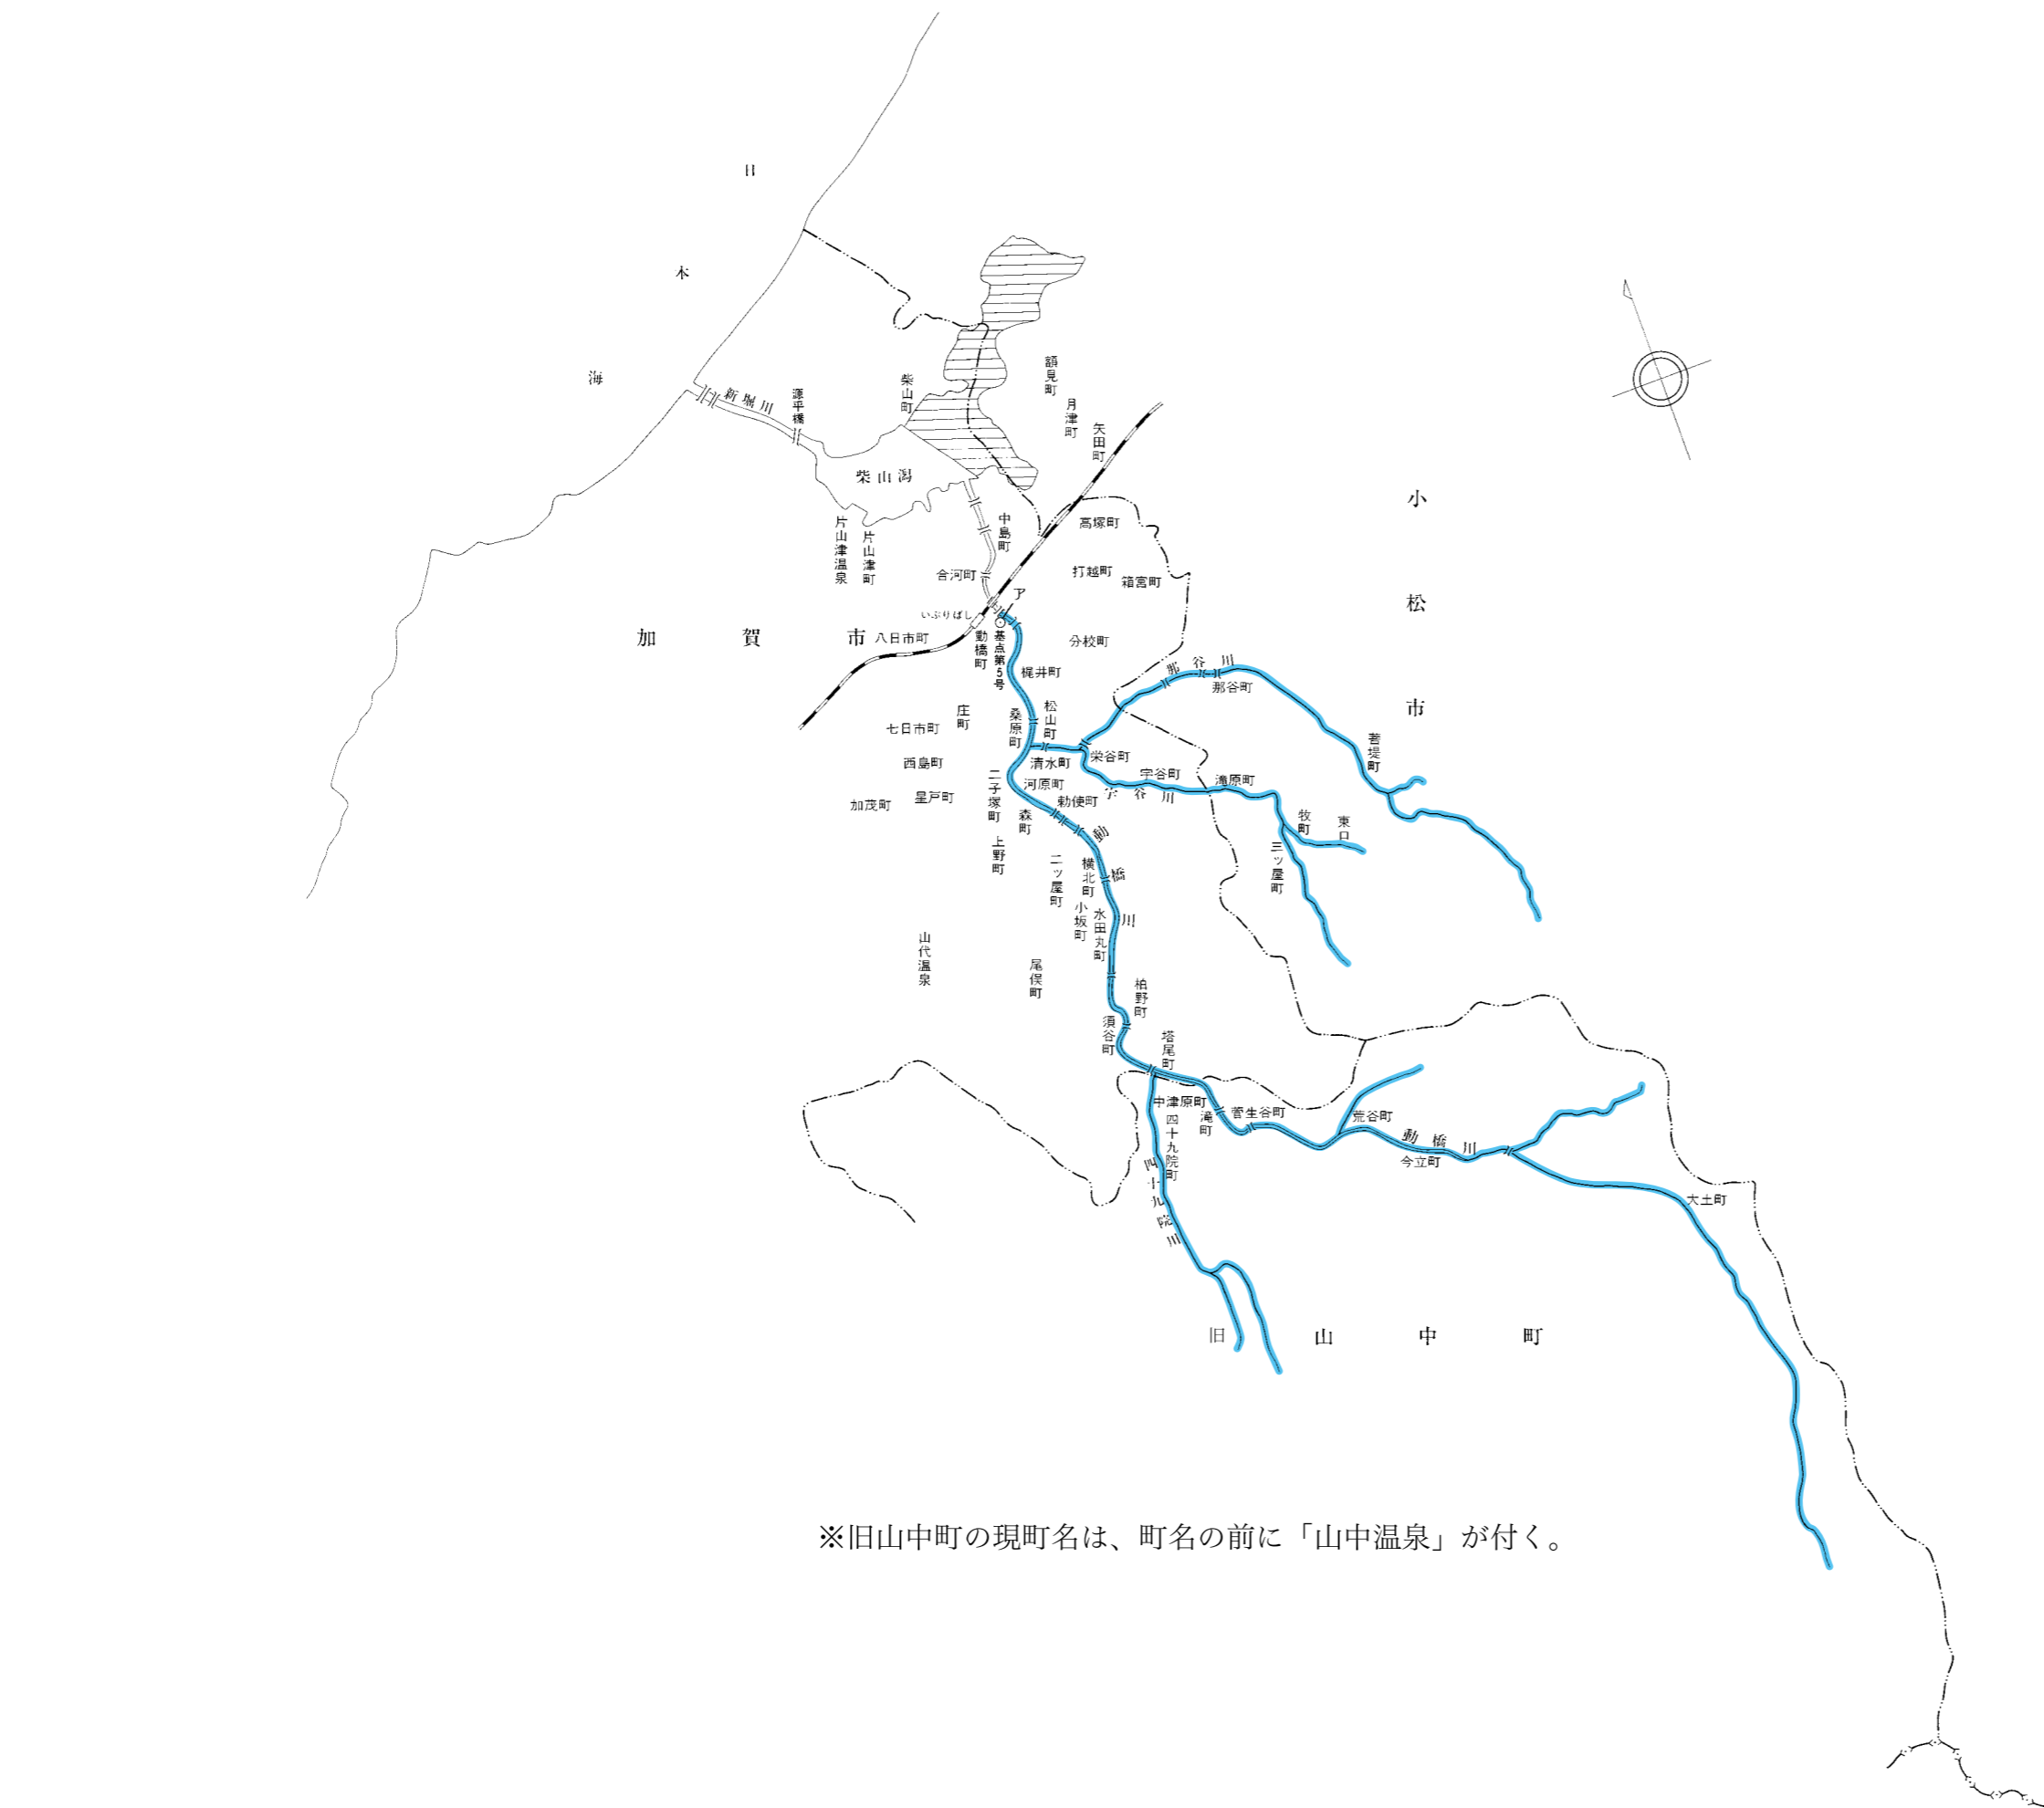 日本海
新堀川
源平橋
柴山町
額見町
月津町
矢田町
柴山潟
小松市
片山津温泉
片山津町
中島町
高塚町
合河町
打越町
箱宮町
ア
いぶりばし
加賀市
八日市町
動橋町
基点第5号
分校町
梶井町
那谷川
那谷町
庄町
七日市町
桑原町
松山町
菩堤町
西島町
清水町
栄谷町
宇谷町
滝原町
宇谷川
加茂町
星戸町
二子塚町
河原町
勅使町
森町
牧町
東口
三ッ屋町
上野町
二ッ屋町
横北町
動橋川
小坂町
水田丸町
山代温泉
尾俣町
柏野町
須谷町
塔尾町
中津原町
滝町
菅生谷町
荒谷町
動橋川
今立町
四十九院町
四十九院川
大土町
旧山中町
※旧山中町の現町名は、町名の前に「山中温泉」が付く。